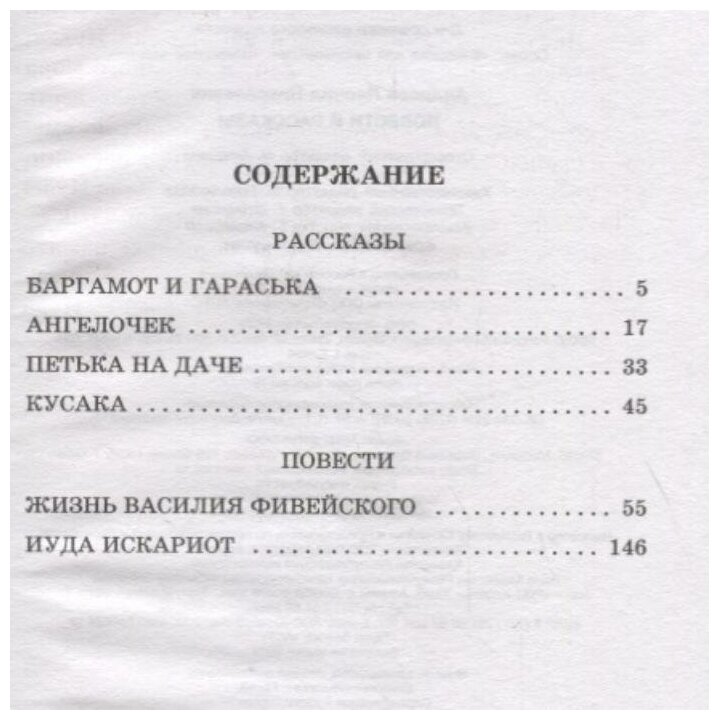 СОДЕРЖАНИЕ
РАССКАЗЫ
БАРГАМОТ И ГАРАСЬКА ........................ 5
АНГЕЛОЧЕК .................................. 17
ПЕТЬКА НА ДАЧЕ ............................. 33
КУСАКА ..................................... 45
ПОВЕСТИ
ЖИЗНЬ ВАСИЛИЯ ФИВЕЙСКОГО .............. 55
ИУДА ИСКАРИОТ ........................... 146